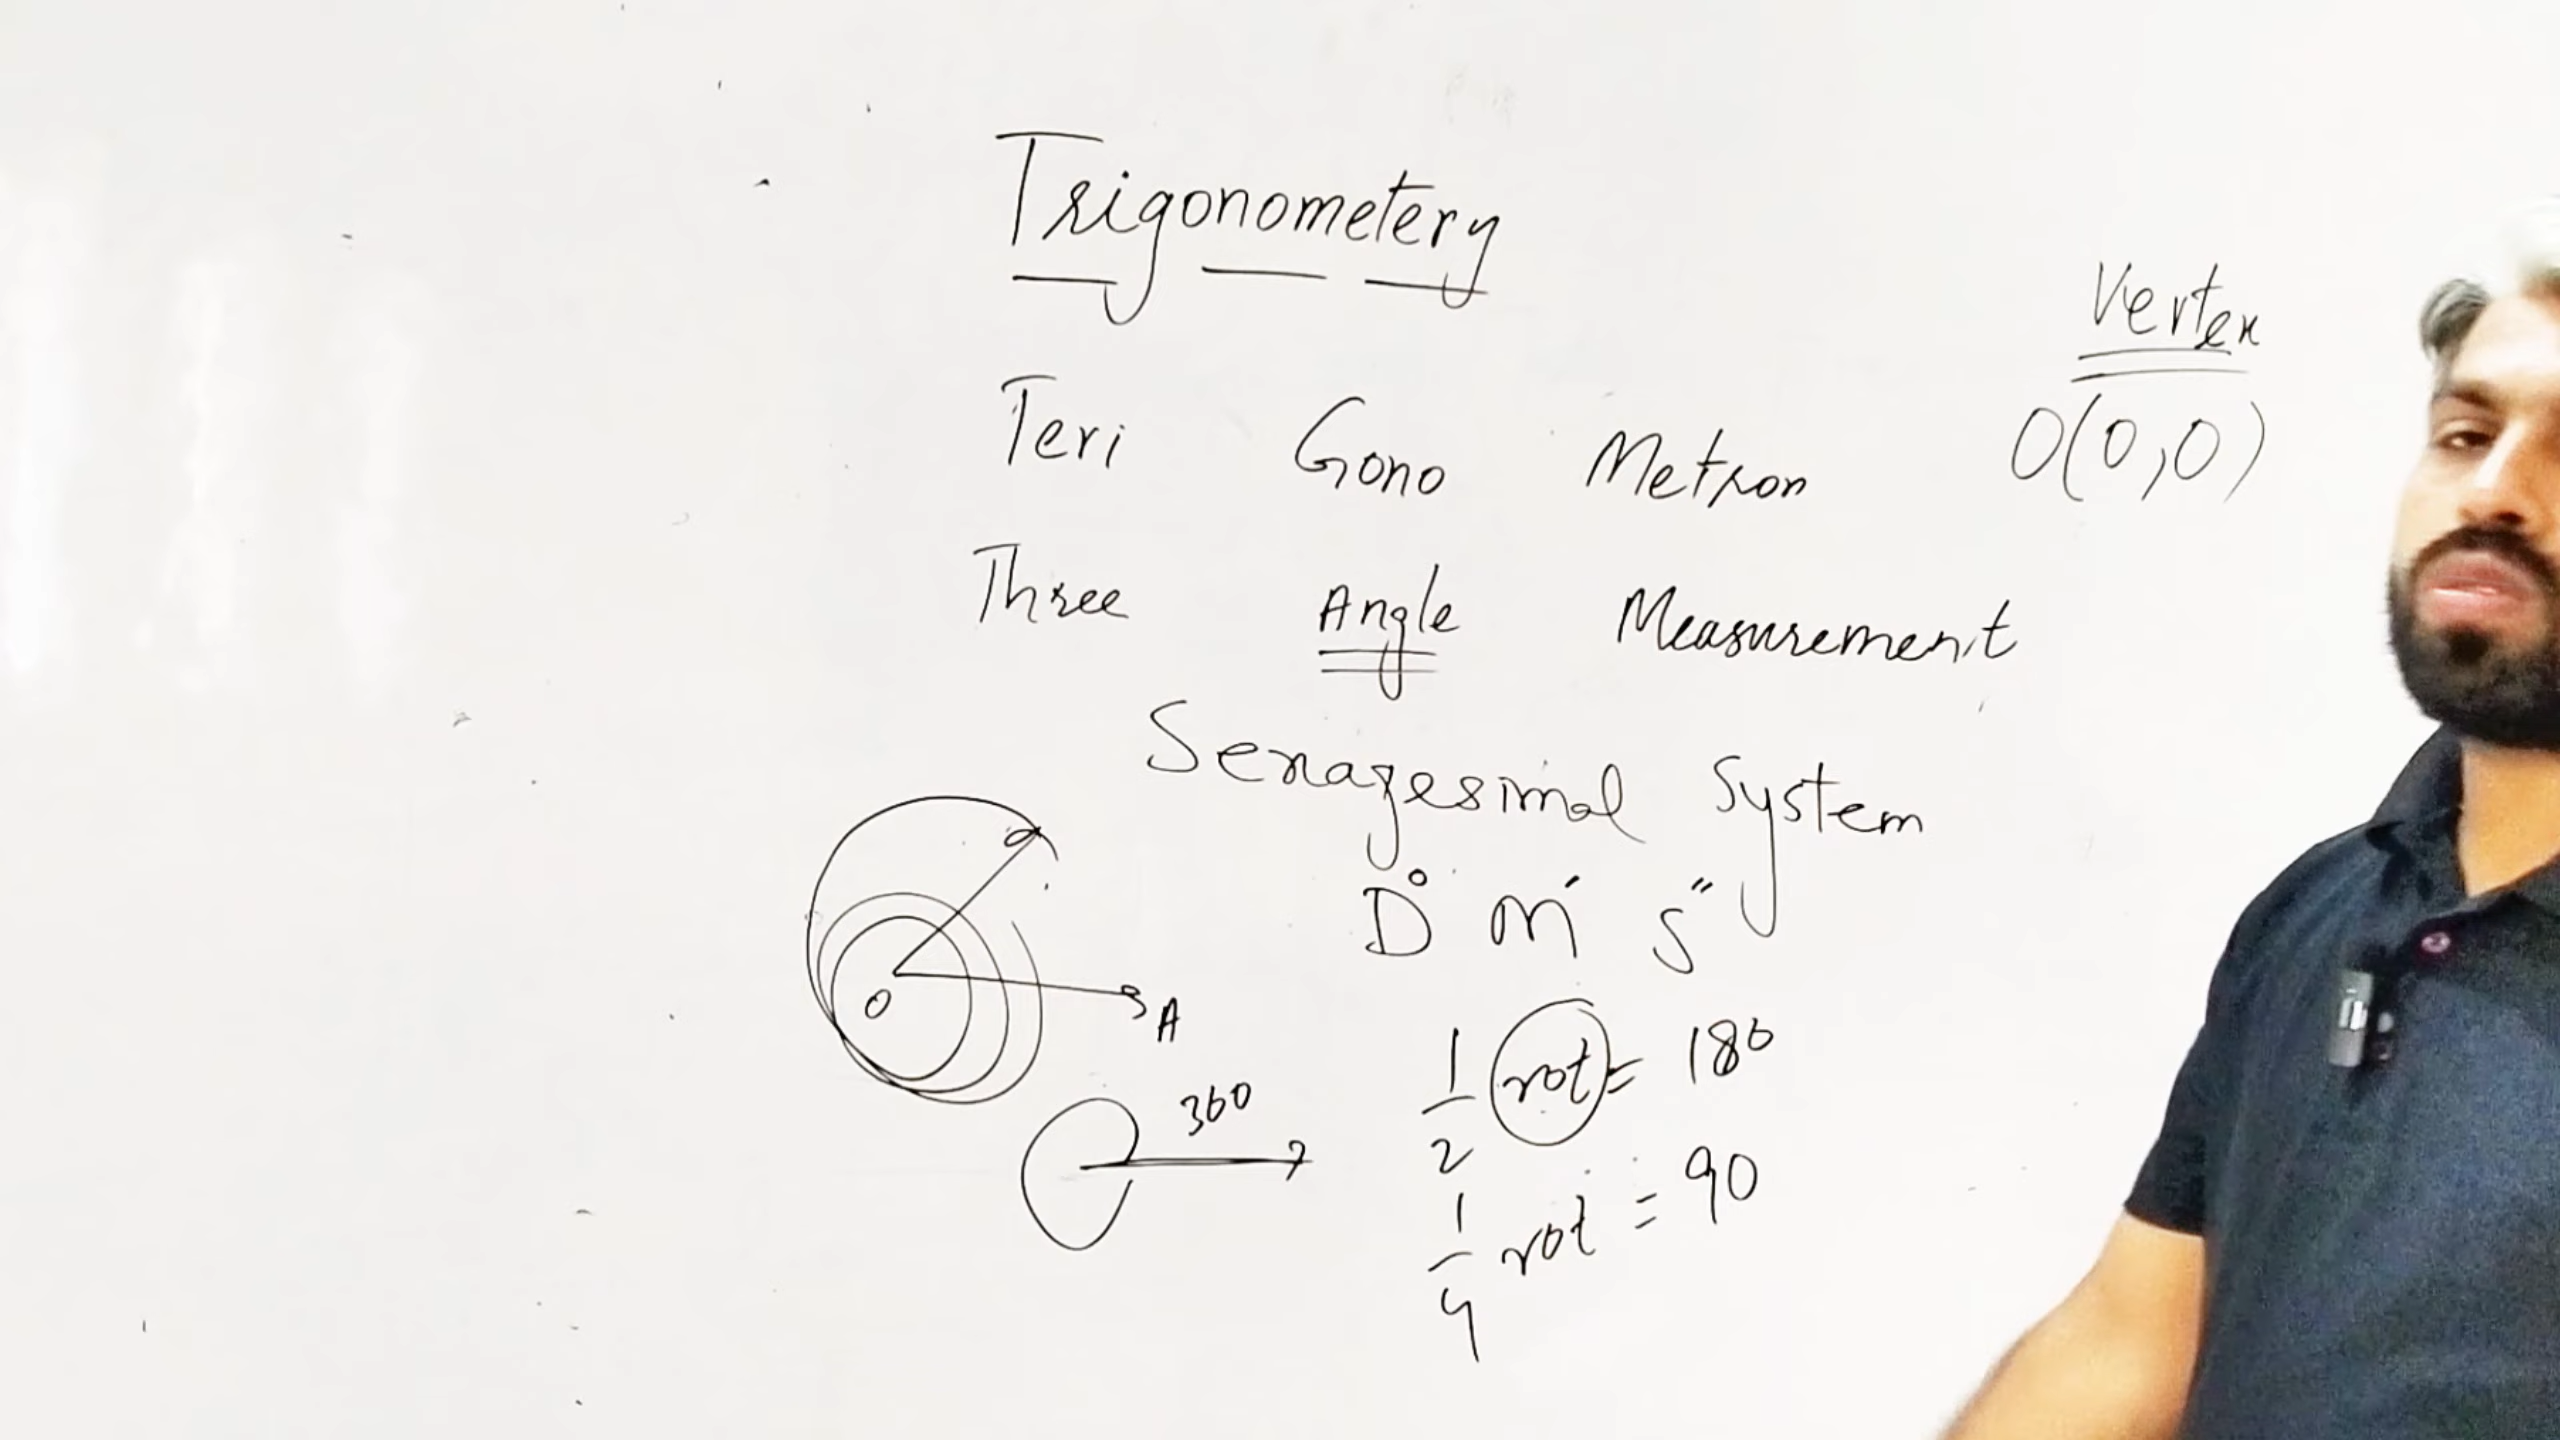 Trigonometery
Vertex
O(0,0)
Teri Gono Metron
Three Angle Measurement
Sexagesimal System
D° M' S"
O
A
360
1/2 rot = 180
1/4 rot = 90